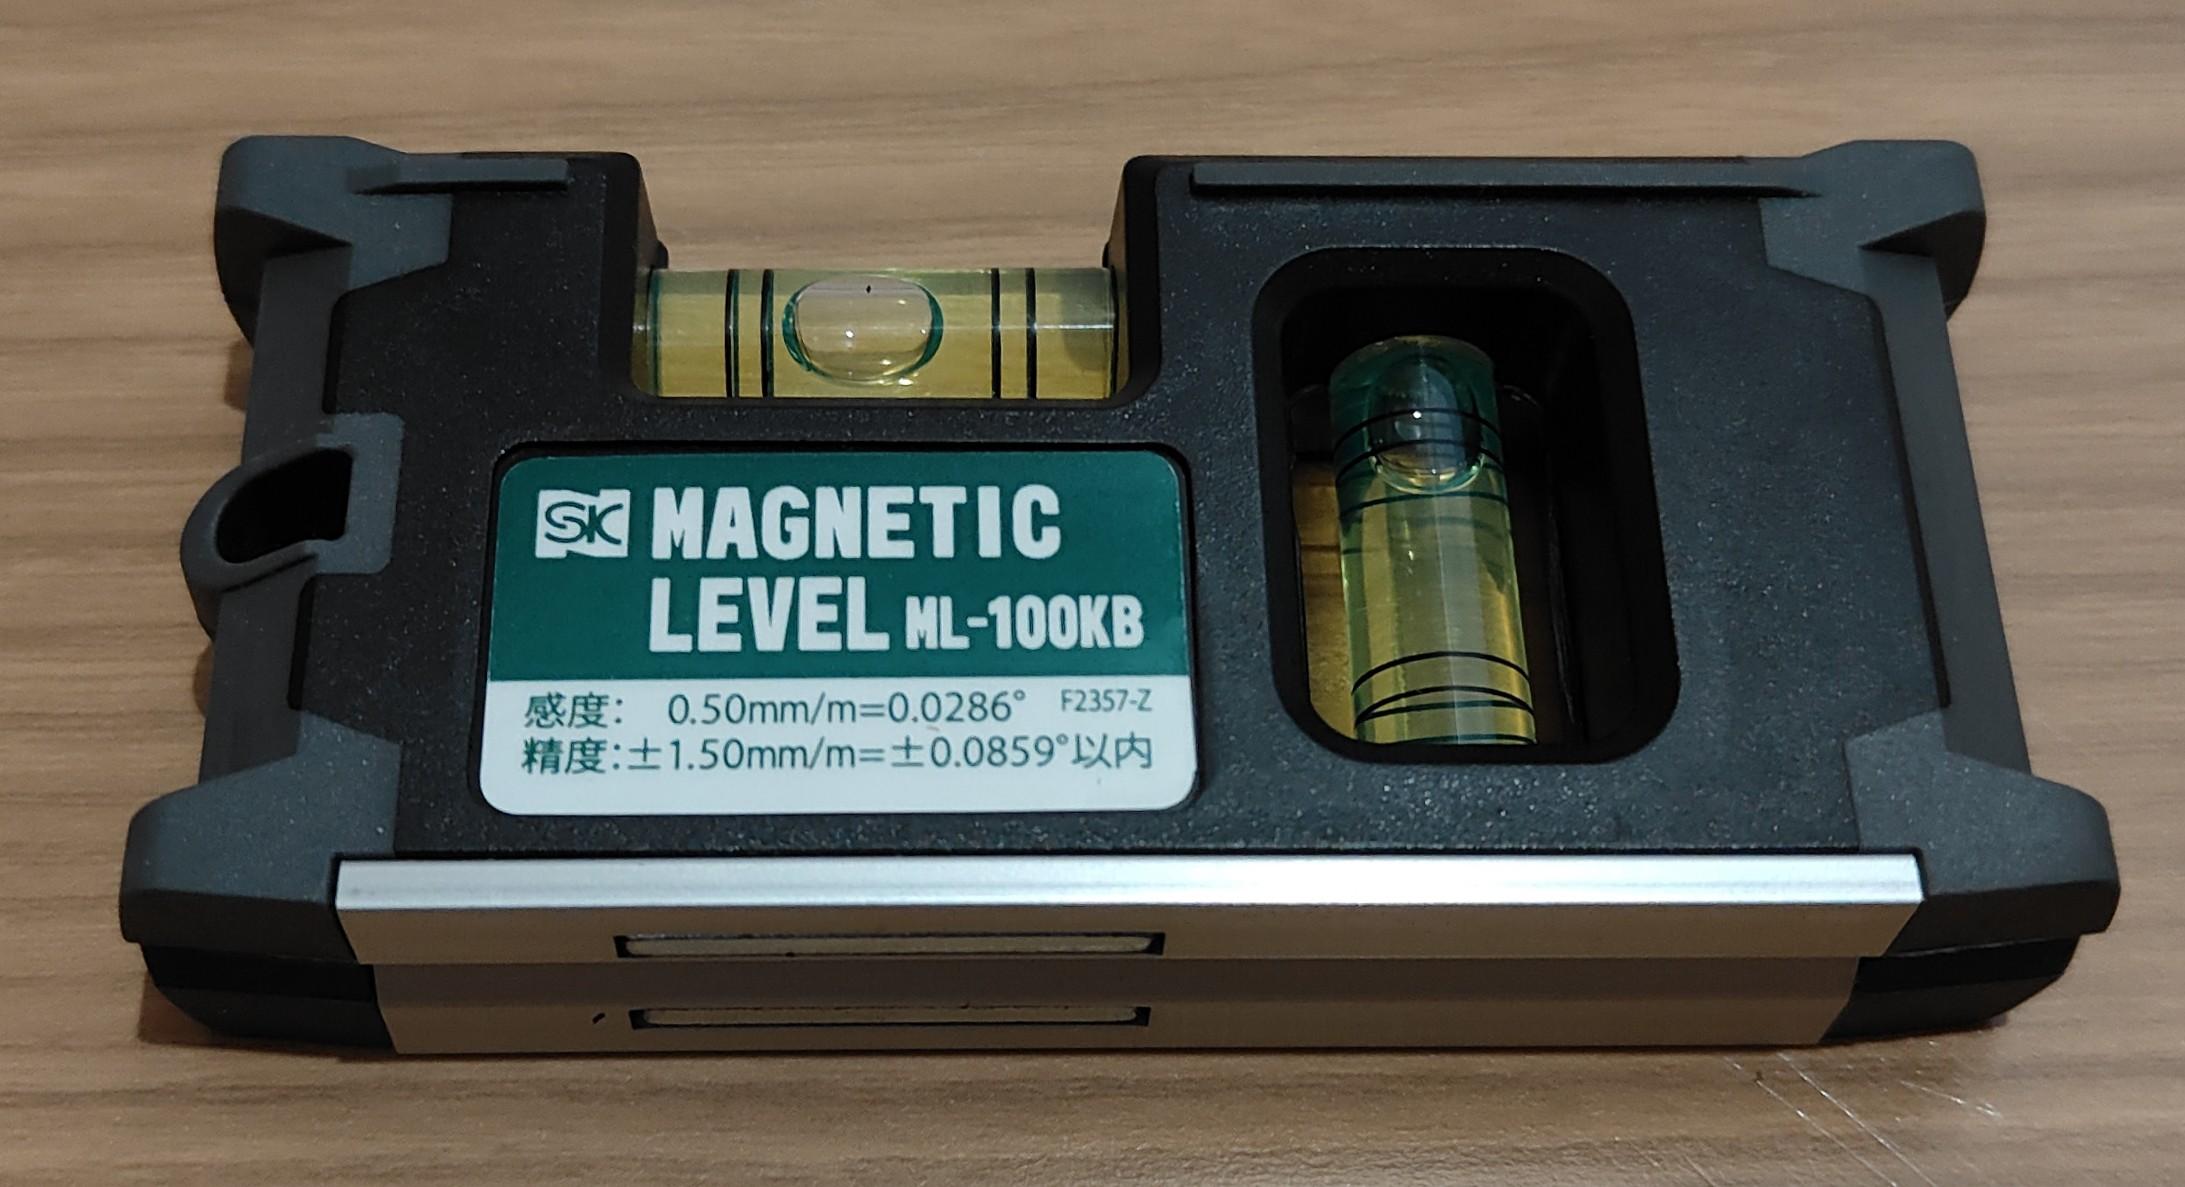 SK MAGNETIC
LEVEL ML-100KB
感度: 0.50mm/m=0.0286° F2357-Z
精度:±1.50mm/m=±0.0859°以内